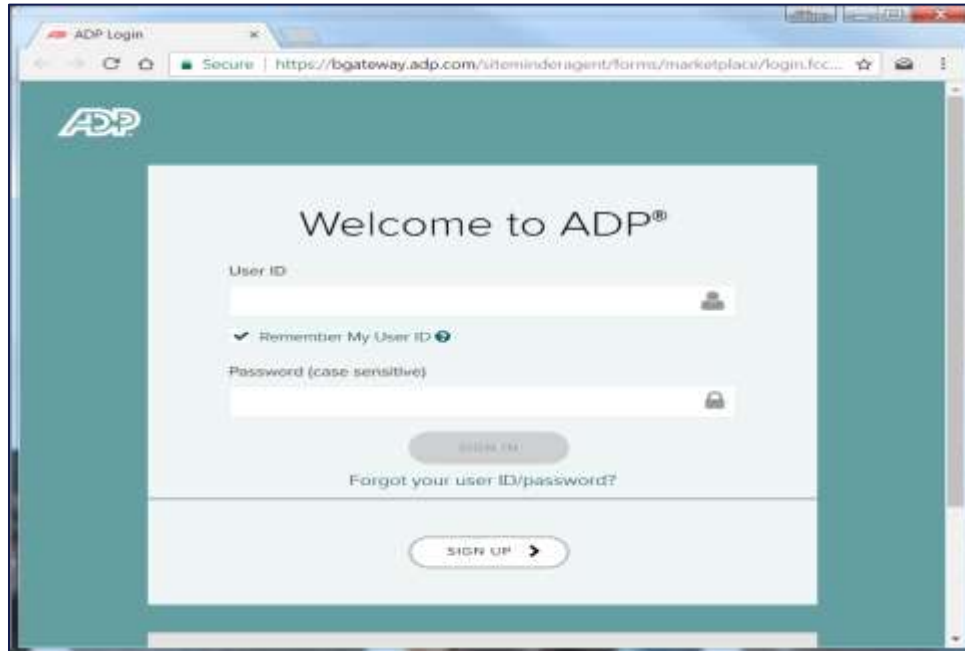 ADP Login
Secure | https://bgateway.adp.com/siteminderagent/forms/marketplace/login.fcc...
ADP
Welcome to ADP®
User ID
Remember My User ID
Password (case sensitive)
SIGN IN
Forgot your user ID/password?
SIGN UP